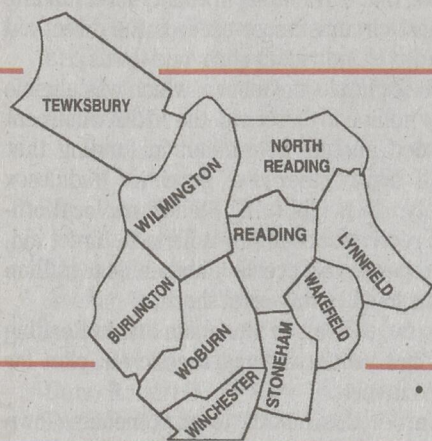 TEWKSBURY
WILMINGTON
NORTH
READING
READING
LYNNFIELD
BURLINGTON
WAKEFIELD
WOBURN
STONEHAM
WINCHESTER